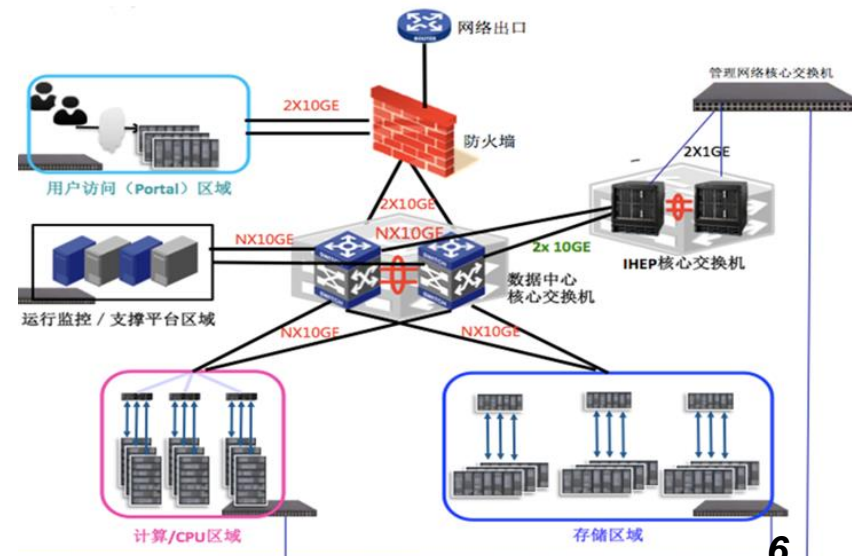 网络出口
ROUTER
管理网络核心交换机
2X10GE
防火墙
2X1GE
用户访问（Portal）区域
2X10GE
NX10GE
NX10GE
2x 10GE
IHEP核心交换机
数据中心
核心交换机
运行监控 / 支撑平台区域
NX10GE
NX10GE
计算/CPU区域
存储区域
6